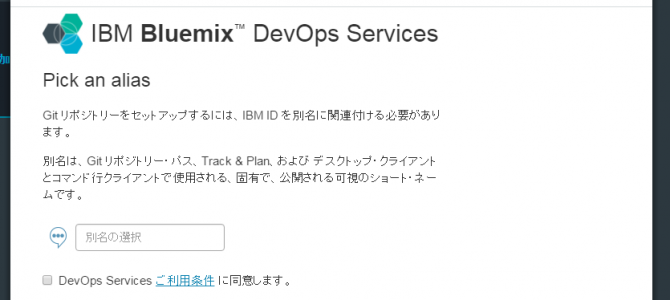 IBM Bluemix™ DevOps Services
Pick an alias
Git リポジトリーをセットアップするには、IBM ID を別名に関連付ける必要があり
ます。
別名は、Git リポジトリー・パス、Track & Plan、および デスクトップ・クライアント
とコマンド行クライアントで使用される、固有で、公開される可視のショート・ネー
ムです。
別名の選択
DevOps Services ご利用条件 に同意します。